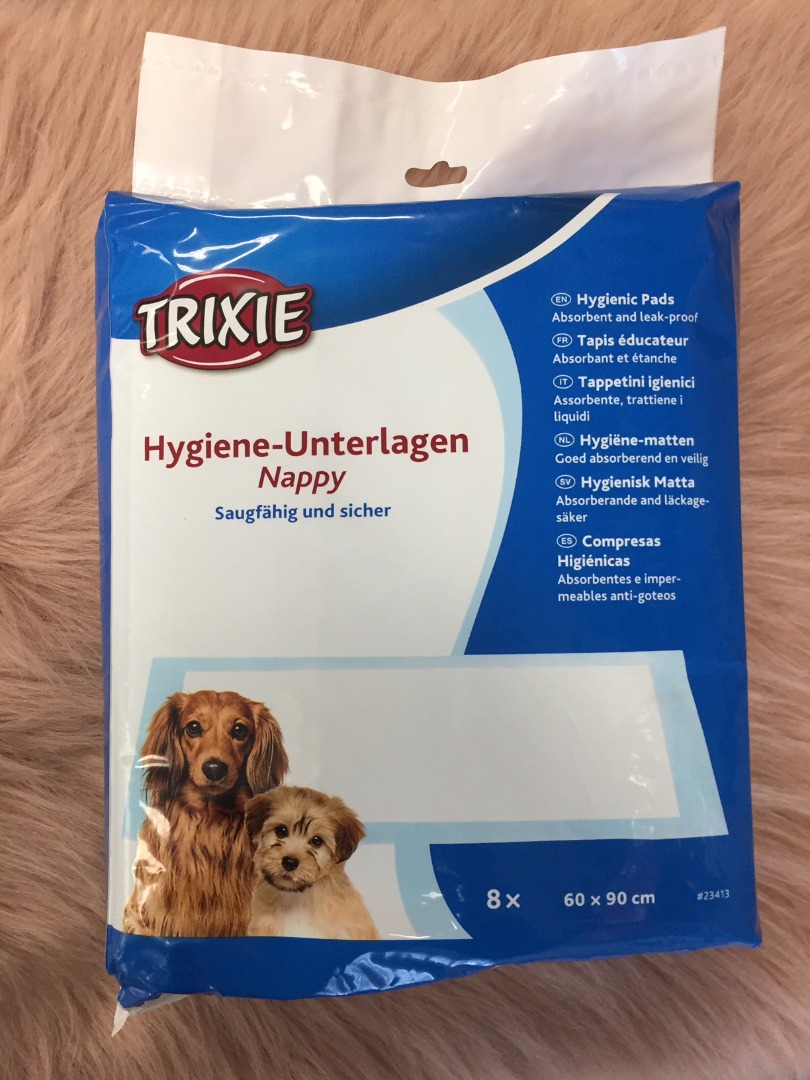 TRIXIE
Hygiene-Unterlagen
Nappy
Saugfähig und sicher
EN Hygienic Pads
Absorbent and leak-proof
FR Tapis éducateur
Absorbant et étanche
IT Tappetini igienici
Assorbente, trattiene i
liquidi
NL Hygiëne-matten
Goed absorberend en veilig
SV Hygienisk Matta
Absorberande and läckage-
säker
ES Compresas
Higiénicas
Absorbentes e imper-
meables anti-goteos
8x 60 x 90 cm #23413